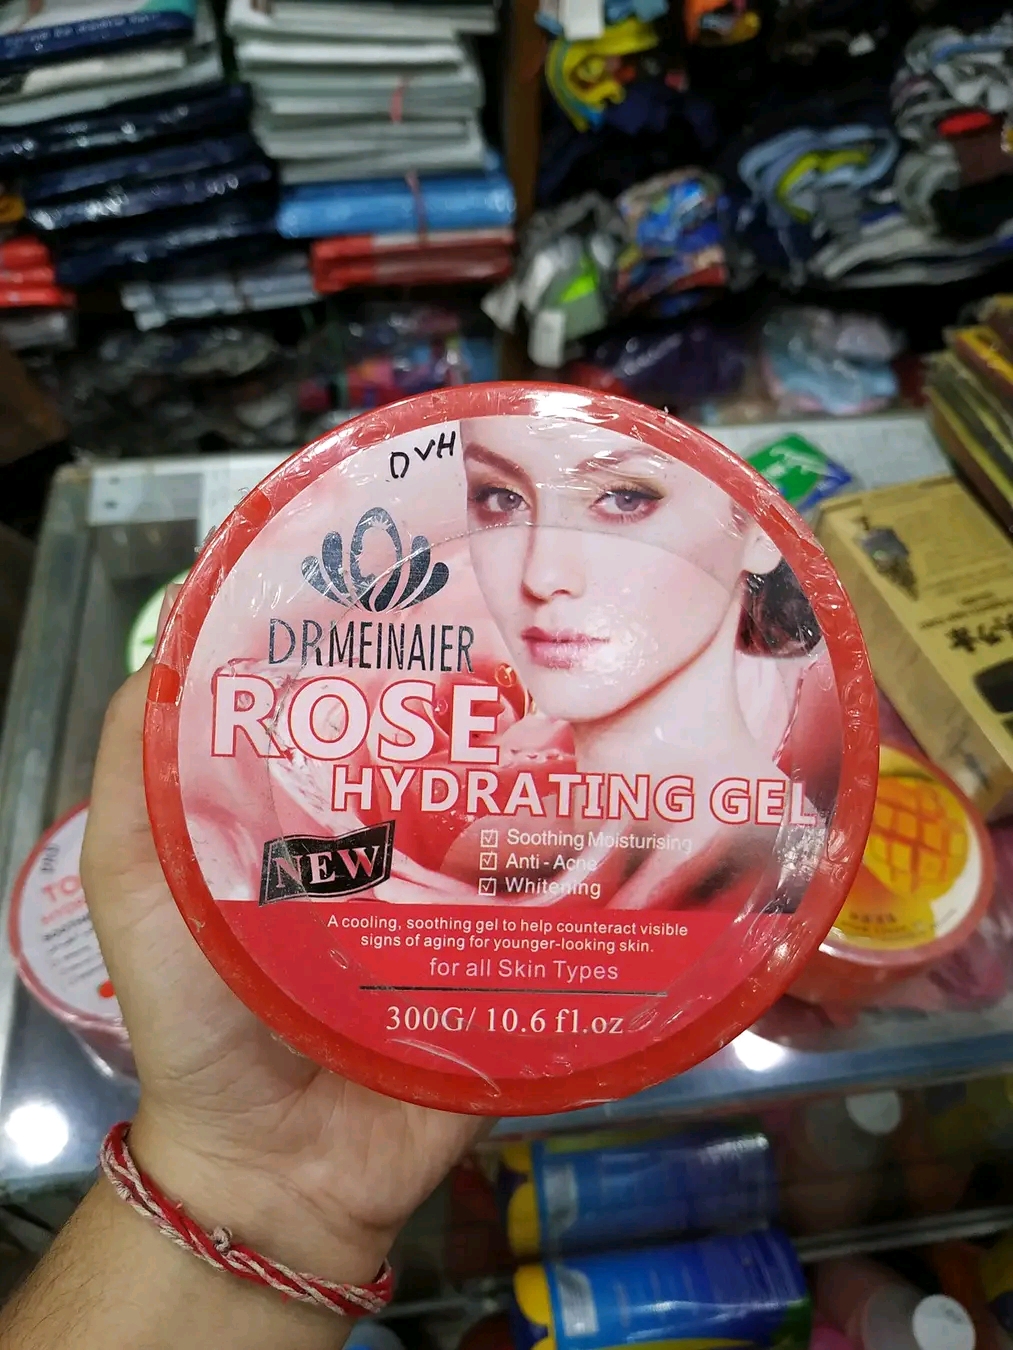 DVH
DRMEINAIER
ROSE
HYDRATING GEL
NEW
Soothing Moisturising
Anti-Acne
Whitening
A cooling, soothing gel to help counteract visible
signs of aging for younger-looking skin.
for all Skin Types
300G/ 10.6 fl.oz
TO